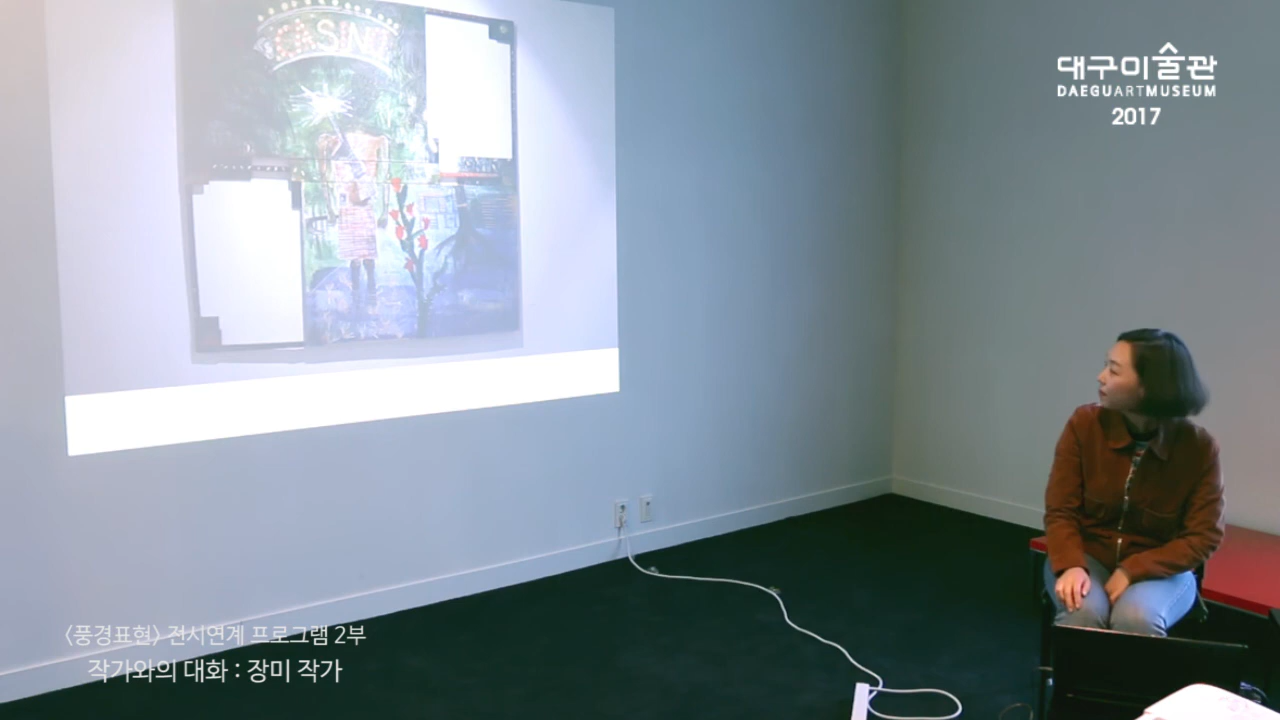 CASINO
대구미술관
DAEGUARTMUSEUM
2017
〈풍경표현〉 전시연계 프로그램 2부
작가와의 대화 : 장미 작가